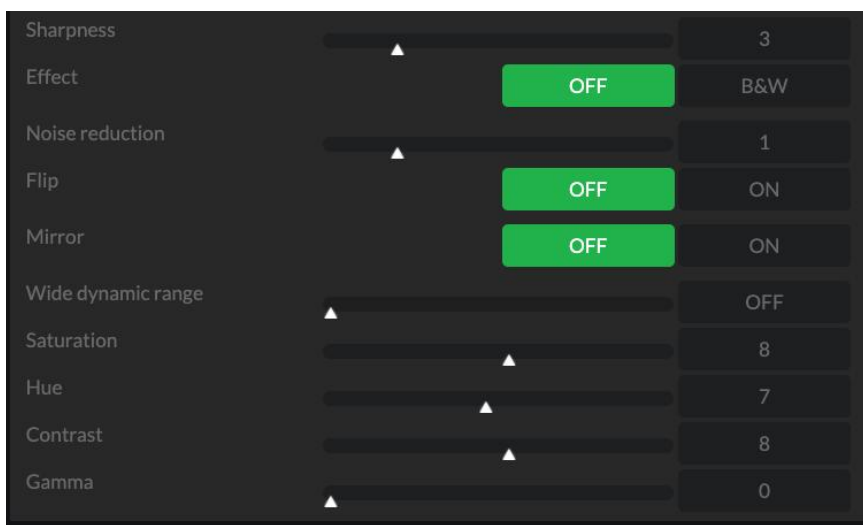 Sharpness 3
Effect OFF B&W
Noise reduction 1
Flip OFF ON
Mirror OFF ON
Wide dynamic range OFF
Saturation 8
Hue 7
Contrast 8
Gamma 0